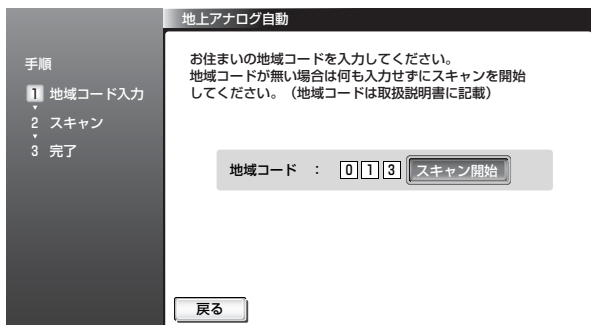 地上アナログ自動
手順
1 地域コード入力
2 スキャン
3 完了
お住まいの地域コードを入力してください。
地域コードが無い場合は何も入力せずにスキャンを開始
してください。（地域コードは取扱説明書に記載）
地域コード ： 0 1 3 スキャン開始
戻る